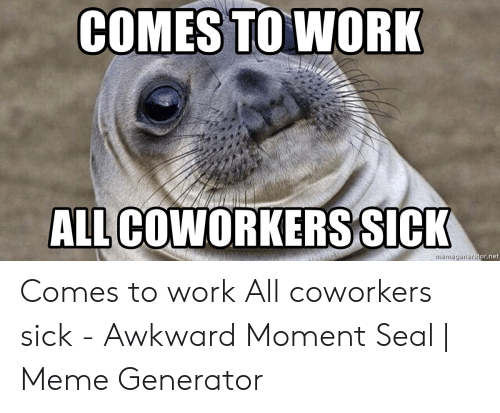 COMES TO WORK
ALL COWORKERS SICK
memegenerator.net
Comes to work All coworkers
sick - Awkward Moment Seal |
Meme Generator